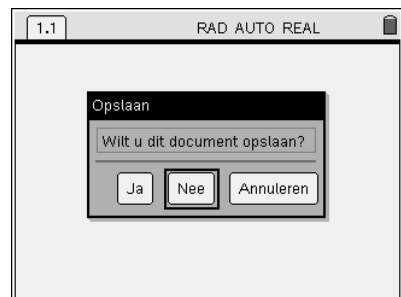 1.1 RAD AUTO REAL
Opslaan
Wilt u dit document opslaan?
Ja Nee Annuleren